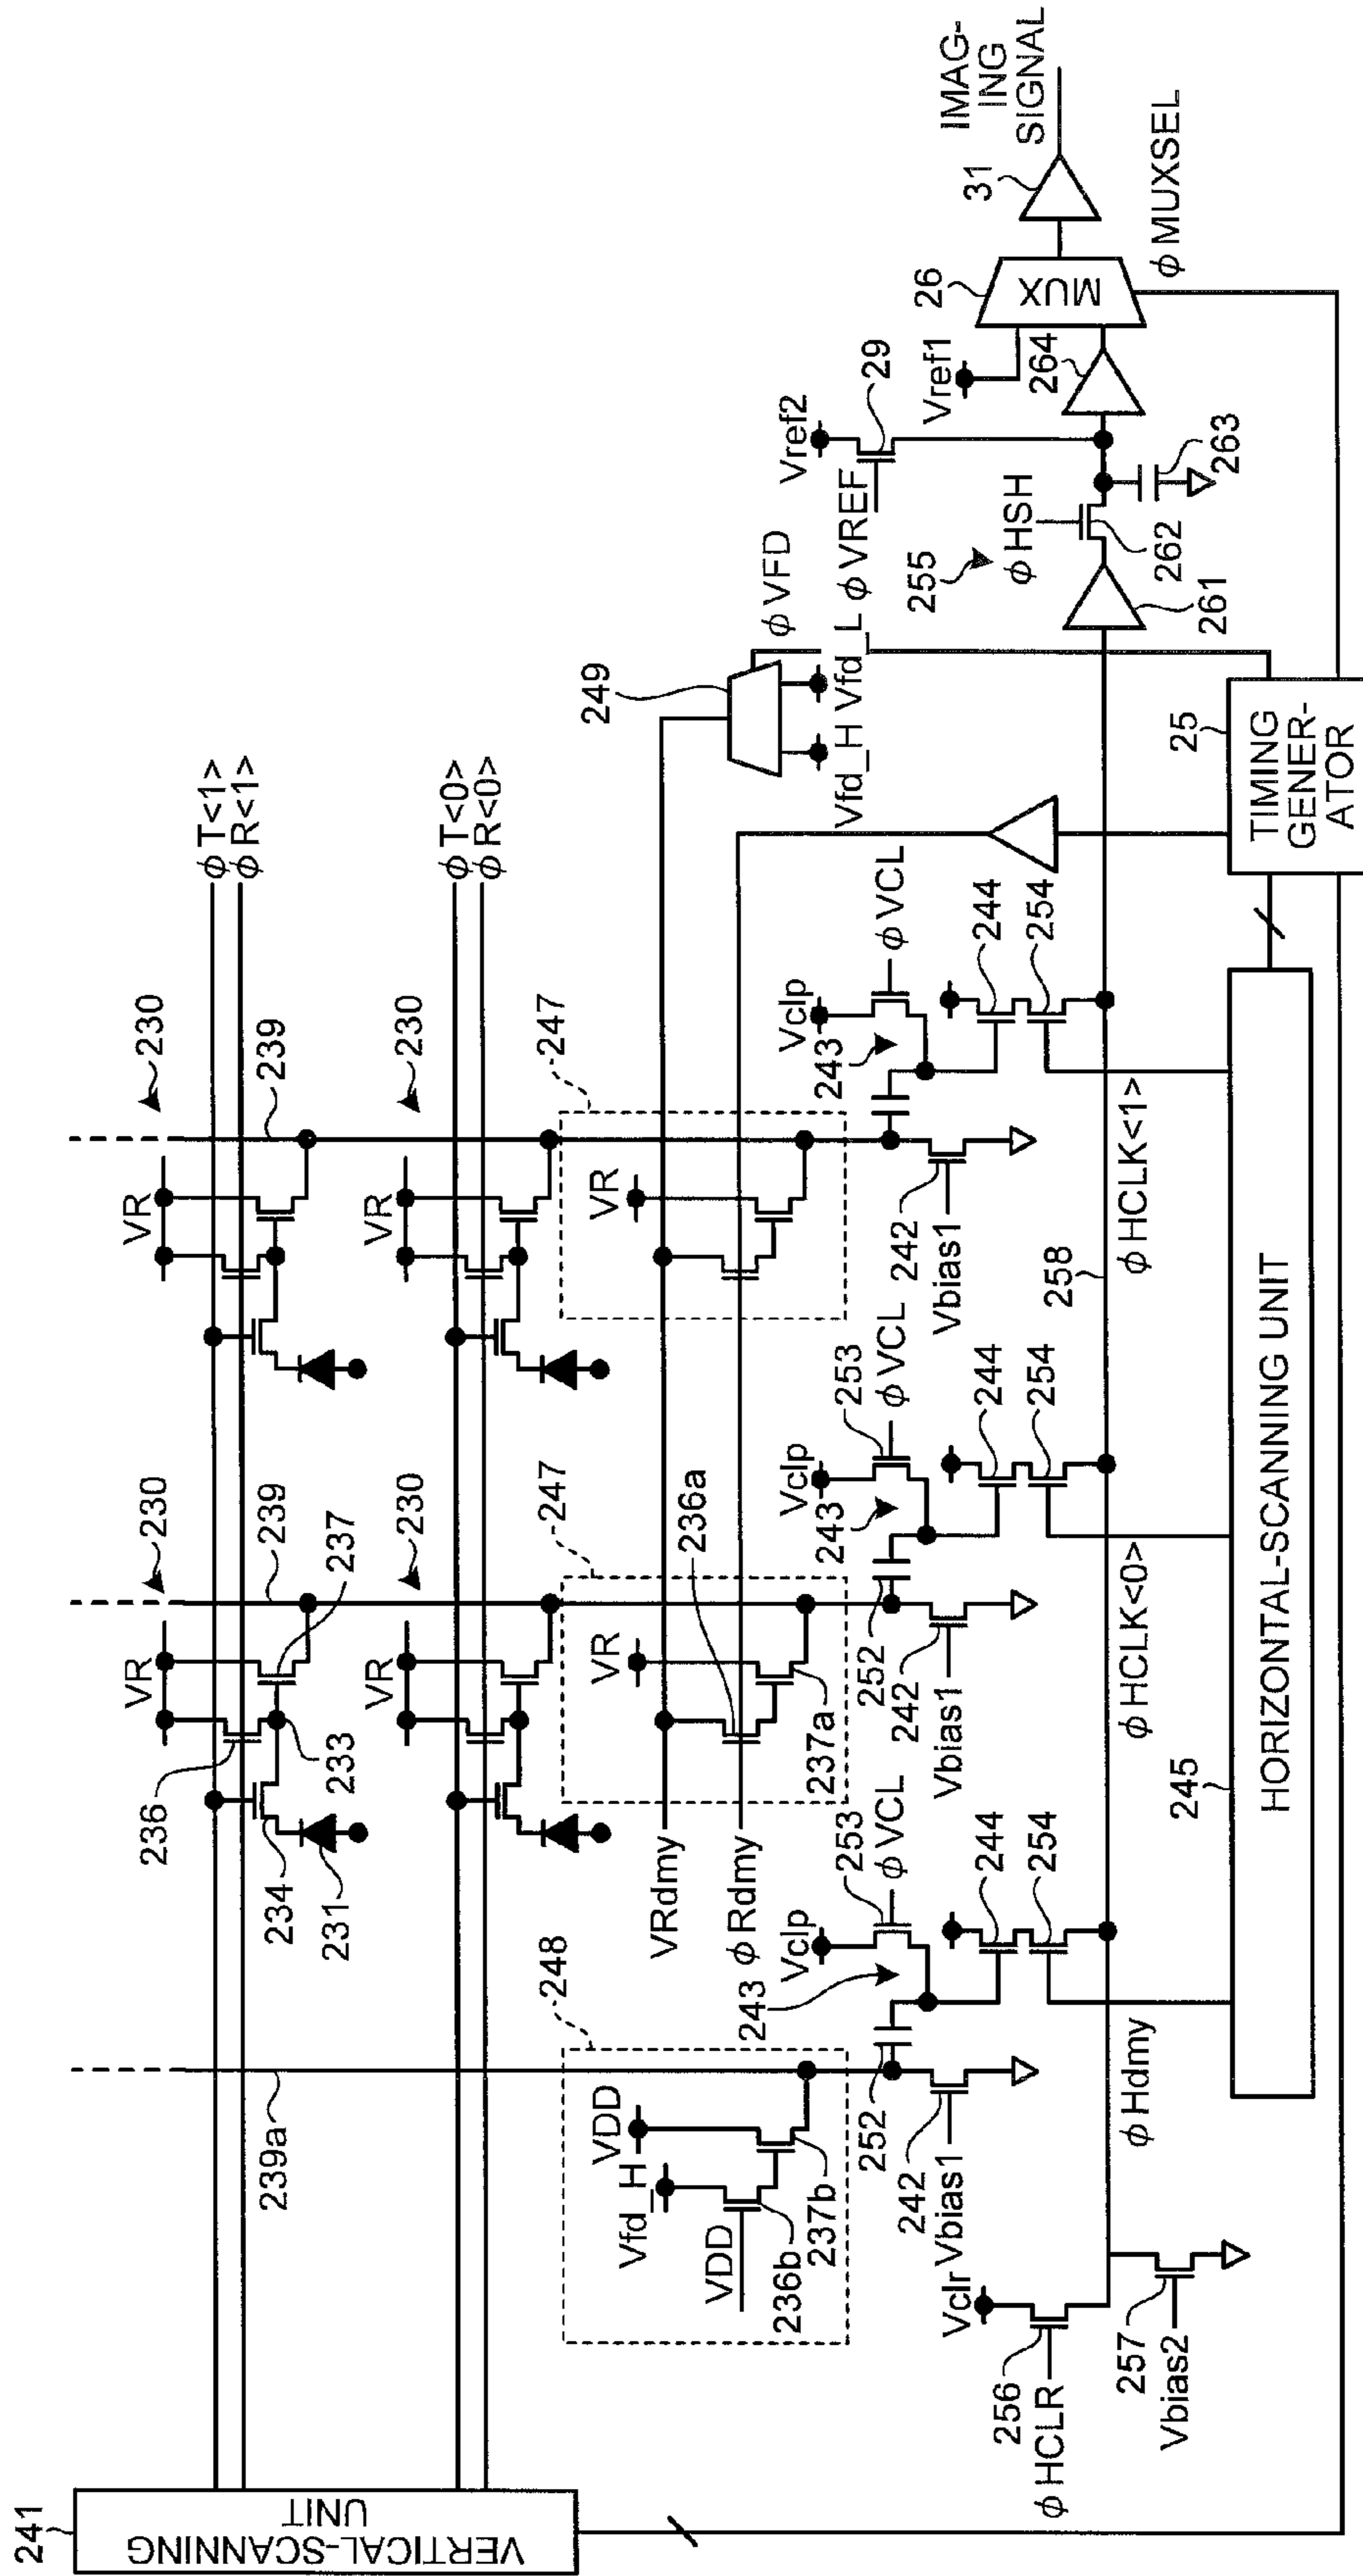 241
VERTICAL-SCANNING
UNIT
φT<1>
φR<1>
φT<0>
φR<0>
230
230
VR
VR
236
234
231
233
237
239
239
230
230
VR
VR
239a
248
247
247
VDD
Vfd_H
VDD
236b
237b
VRdmy
φRdmy
VR
236a
237a
VR
249
φVFD
Vfd_H
Vfd_L
252
242
Vbias1
243
Vclp
253
φVCL
244
254
φHdmy
252
242
Vbias1
243
Vclp
253
φVCL
244
254
φHCLK<0>
242
Vbias1
243
Vclp
φVCL
244
254
φHCLK<1>
258
Vclr
256
φHCLR
257
Vbias2
245
HORIZONTAL-SCANNING UNIT
25
TIMING
GENER-
ATOR
255
φHSH
261
262
263
264
Vref2
29
φVREF
Vref1
26
MUX
φMUXSEL
31
IMAG-
ING
SIGNAL